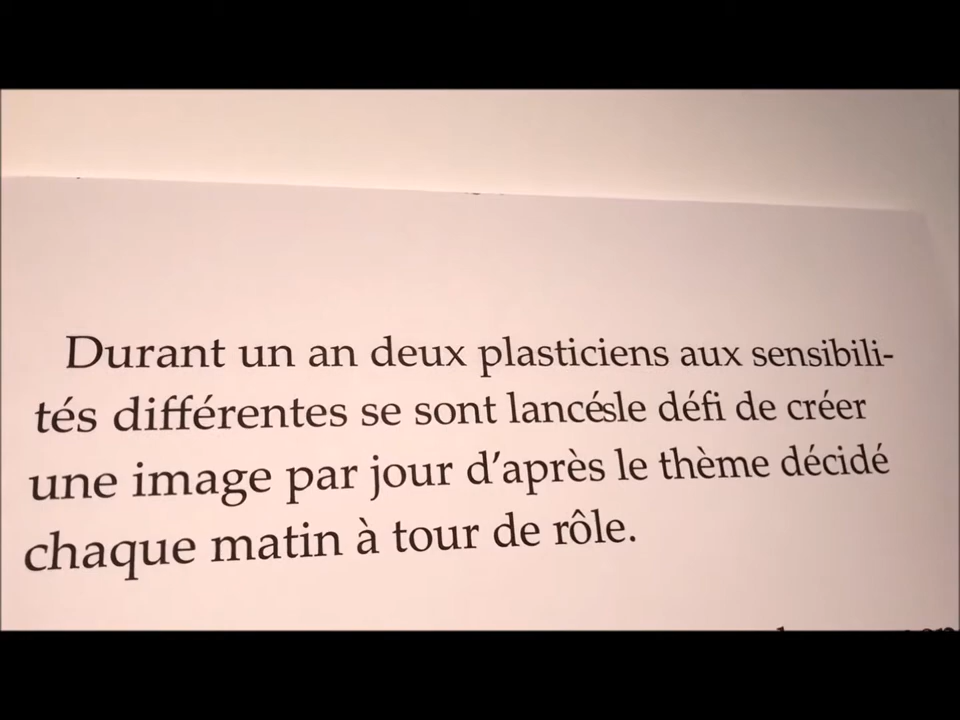 Durant un an deux plasticiens aux sensibili-
tés différentes se sont lancésle défi de créer
une image par jour d'après le thème décidé
chaque matin à tour de rôle.